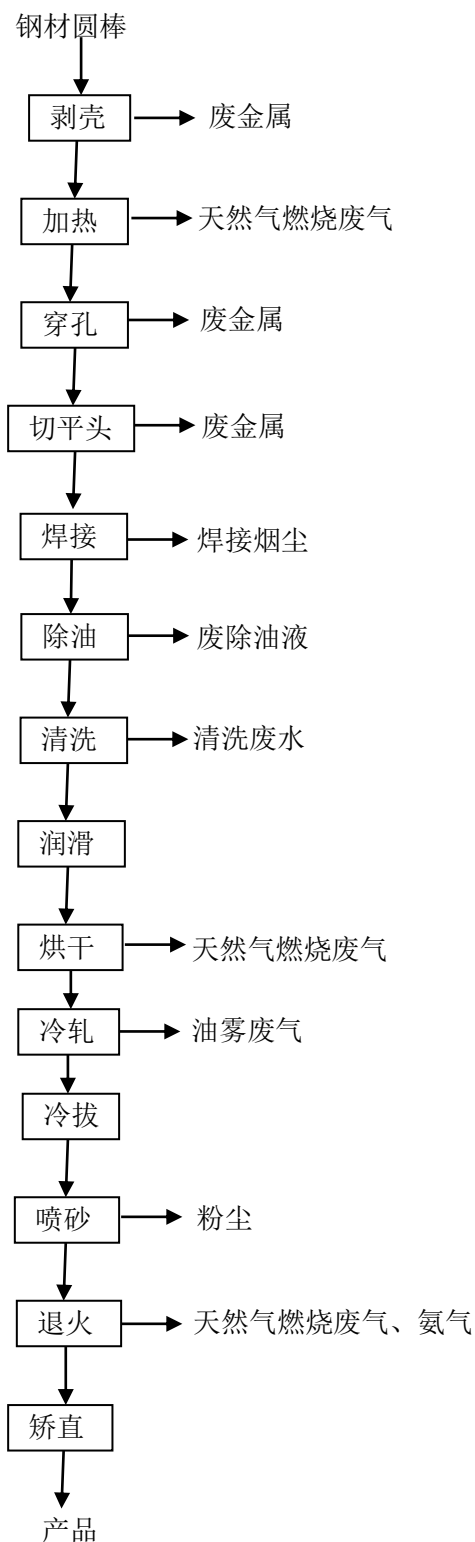 钢材圆棒
剥壳
废金属
加热
天然气燃烧废气
穿孔
废金属
切平头
废金属
焊接
焊接烟尘
除油
废除油液
清洗
清洗废水
润滑
烘干
天然气燃烧废气
冷轧
油雾废气
冷拔
喷砂
粉尘
退火
天然气燃烧废气、氨气
矫直
产品